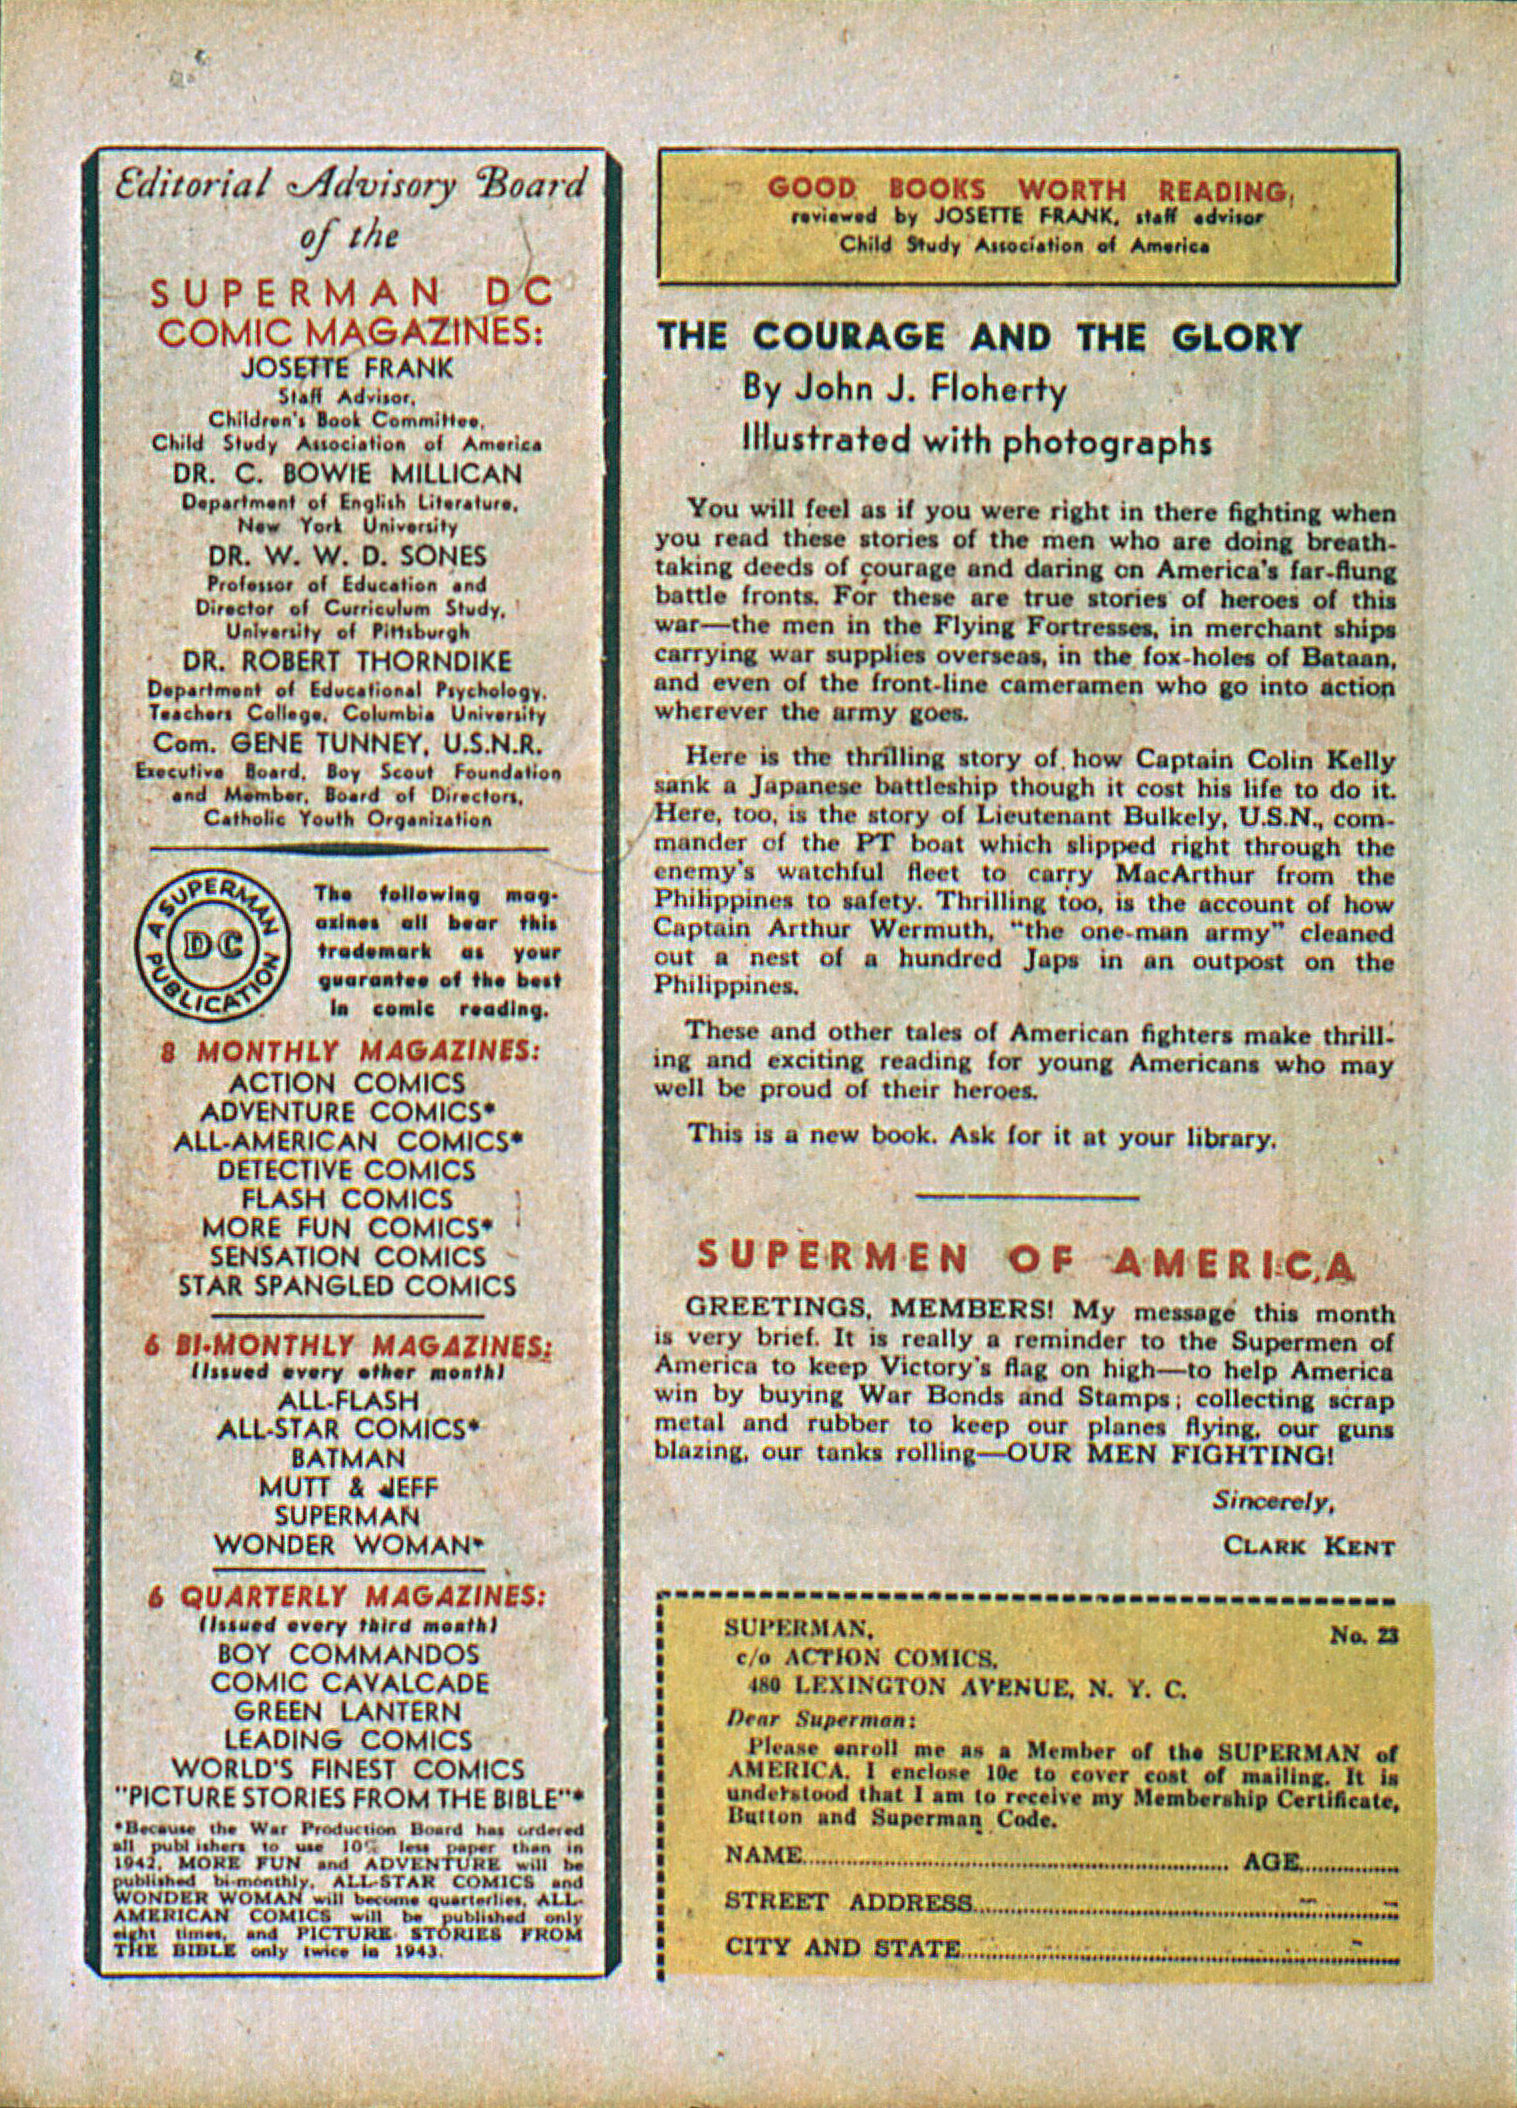 Editorial Advisory Board
of the
SUPERMAN DC
COMIC MAGAZINES:
JOSETTE FRANK
Staff Advisor,
Children's Book Committee,
Child Study Association of America
DR. C. BOWIE MILLICAN
Department of English Literature,
New York University
DR. W. W. D. SONES
Professor of Education and
Director of Curriculum Study,
University of Pittsburgh
DR. ROBERT THORNDIKE
Department of Educational Psychology,
Teachers College, Columbia University
Com. GENE TUNNEY, U.S.N.R.
Executive Board, Boy Scout Foundation
and Member, Board of Directors,
Catholic Youth Organization
A SUPERMAN DC PUBLICATION
The following mag-
azines all bear this
trademark as your
guarantee of the best
in comic reading.
8 MONTHLY MAGAZINES:
ACTION COMICS
ADVENTURE COMICS*
ALL-AMERICAN COMICS*
DETECTIVE COMICS
FLASH COMICS
MORE FUN COMICS*
SENSATION COMICS
STAR SPANGLED COMICS
6 BI-MONTHLY MAGAZINES:
(Issued every other month)
ALL-FLASH
ALL-STAR COMICS*
BATMAN
MUTT & JEFF
SUPERMAN
WONDER WOMAN*
6 QUARTERLY MAGAZINES:
(Issued every third month)
BOY COMMANDOS
COMIC CAVALCADE
GREEN LANTERN
LEADING COMICS
WORLD'S FINEST COMICS
"PICTURE STORIES FROM THE BIBLE"*
*Because the War Production Board has ordered
all publishers to use 10% less paper than in
1942, MORE FUN and ADVENTURE will be
published bi-monthly, ALL-STAR COMICS and
WONDER WOMAN will become quarterlies, ALL-
AMERICAN COMICS will be published only
eight times, and PICTURE STORIES FROM
THE BIBLE only twice in 1943.
GOOD BOOKS WORTH READING,
reviewed by JOSETTE FRANK, staff advisor
Child Study Association of America
THE COURAGE AND THE GLORY
By John J. Floherty
Illustrated with photographs
You will feel as if you were right in there fighting when
you read these stories of the men who are doing breath-
taking deeds of courage and daring on America's far-flung
battle fronts. For these are true stories of heroes of this
war—the men in the Flying Fortresses, in merchant ships
carrying war supplies overseas, in the fox-holes of Bataan,
and even of the front-line cameramen who go into action
wherever the army goes.
Here is the thrilling story of how Captain Colin Kelly
sank a Japanese battleship though it cost his life to do it.
Here, too, is the story of Lieutenant Bulkely, U.S.N., com-
mander of the PT boat which slipped right through the
enemy's watchful fleet to carry MacArthur from the
Philippines to safety. Thrilling too, is the account of how
Captain Arthur Wermuth, "the one-man army" cleaned
out a nest of a hundred Japs in an outpost on the
Philippines.
These and other tales of American fighters make thrill-
ing and exciting reading for young Americans who may
well be proud of their heroes.
This is a new book. Ask for it at your library.
SUPERMEN OF AMERICA
GREETINGS, MEMBERS! My message this month
is very brief. It is really a reminder to the Supermen of
America to keep Victory's flag on high—to help America
win by buying War Bonds and Stamps; collecting scrap
metal and rubber to keep our planes flying, our guns
blazing, our tanks rolling—OUR MEN FIGHTING!
Sincerely,
CLARK KENT
SUPERMAN, No. 23
c/o ACTION COMICS,
480 LEXINGTON AVENUE, N. Y. C.
Dear Superman:
Please enroll me as a Member of the SUPERMAN of
AMERICA. I enclose 10c to cover cost of mailing. It is
understood that I am to receive my Membership Certificate,
Button and Superman Code.
NAME AGE
STREET ADDRESS
CITY AND STATE